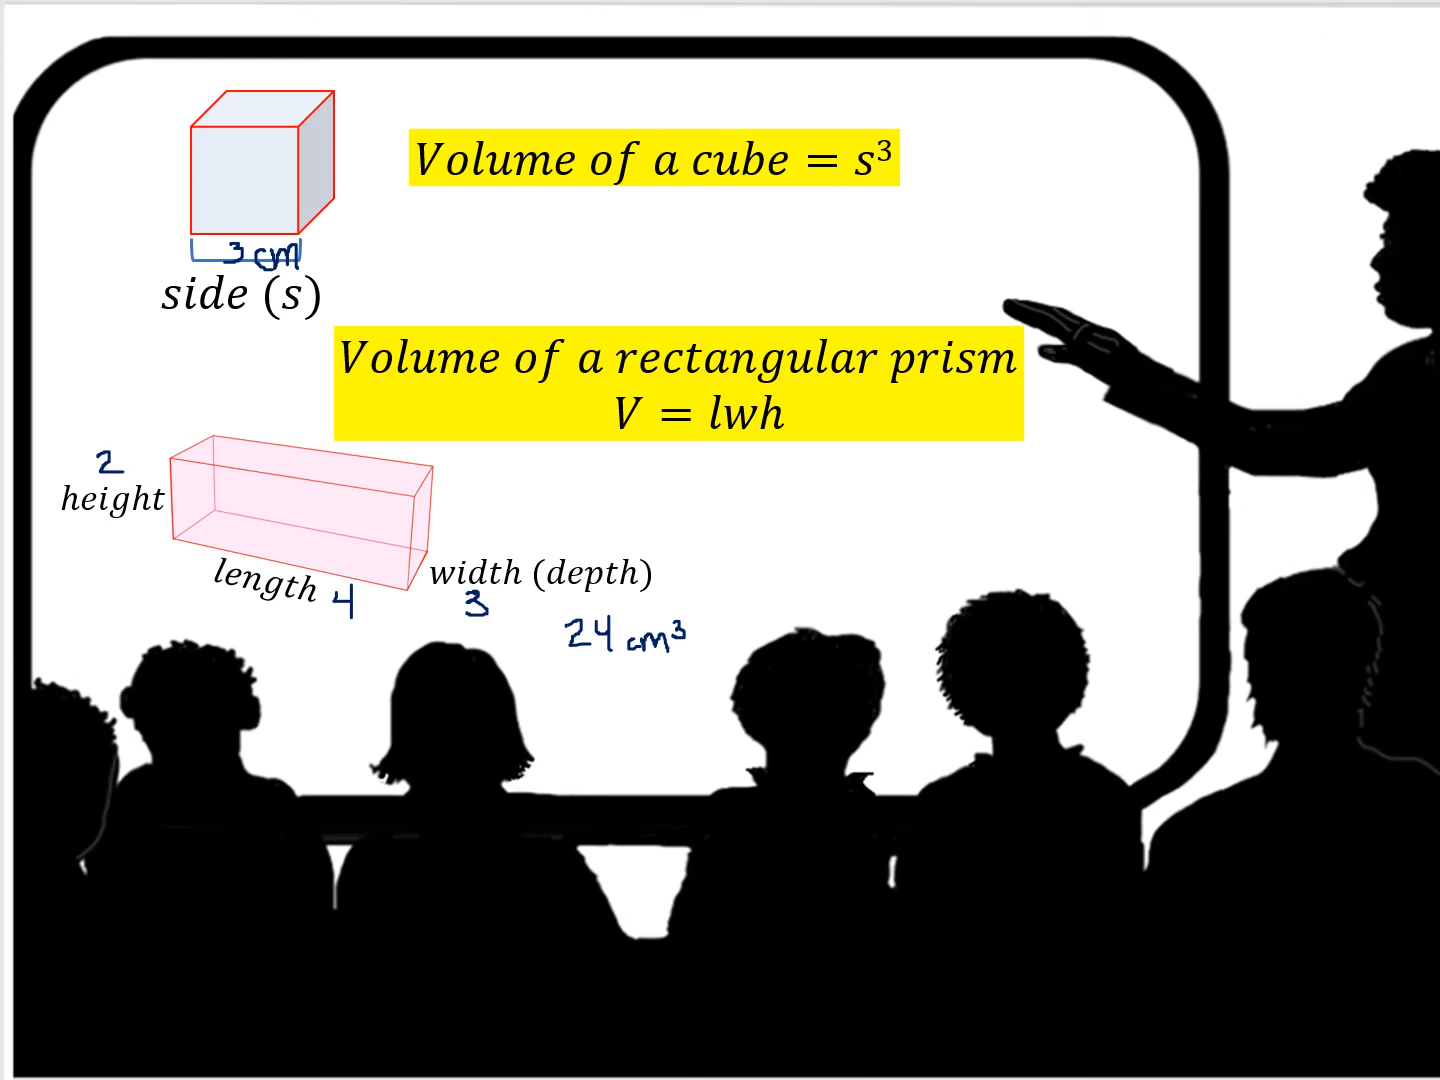 Volume of a cube = s³
3 cm
side (s)
Volume of a rectangular prism
V = lwh
2
height
length 4
width (depth)
3
24 cm³